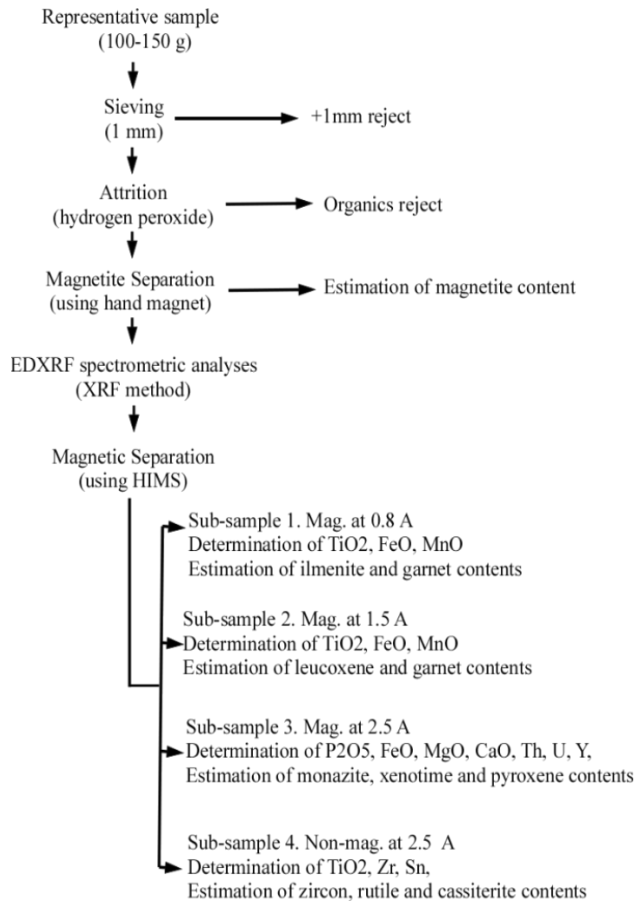 Representative sample
(100-150 g)
Sieving
(1 mm)
+1mm reject
Attrition
(hydrogen peroxide)
Organics reject
Magnetite Separation
(using hand magnet)
Estimation of magnetite content
EDXRF spectrometric analyses
(XRF method)
Magnetic Separation
(using HIMS)
Sub-sample 1. Mag. at 0.8 A
Determination of TiO2, FeO, MnO
Estimation of ilmenite and garnet contents
Sub-sample 2. Mag. at 1.5 A
Determination of TiO2, FeO, MnO
Estimation of leucoxene and garnet contents
Sub-sample 3. Mag. at 2.5 A
Determination of P2O5, FeO, MgO, CaO, Th, U, Y,
Estimation of monazite, xenotime and pyroxene contents
Sub-sample 4. Non-mag. at 2.5 A
Determination of TiO2, Zr, Sn,
Estimation of zircon, rutile and cassiterite contents